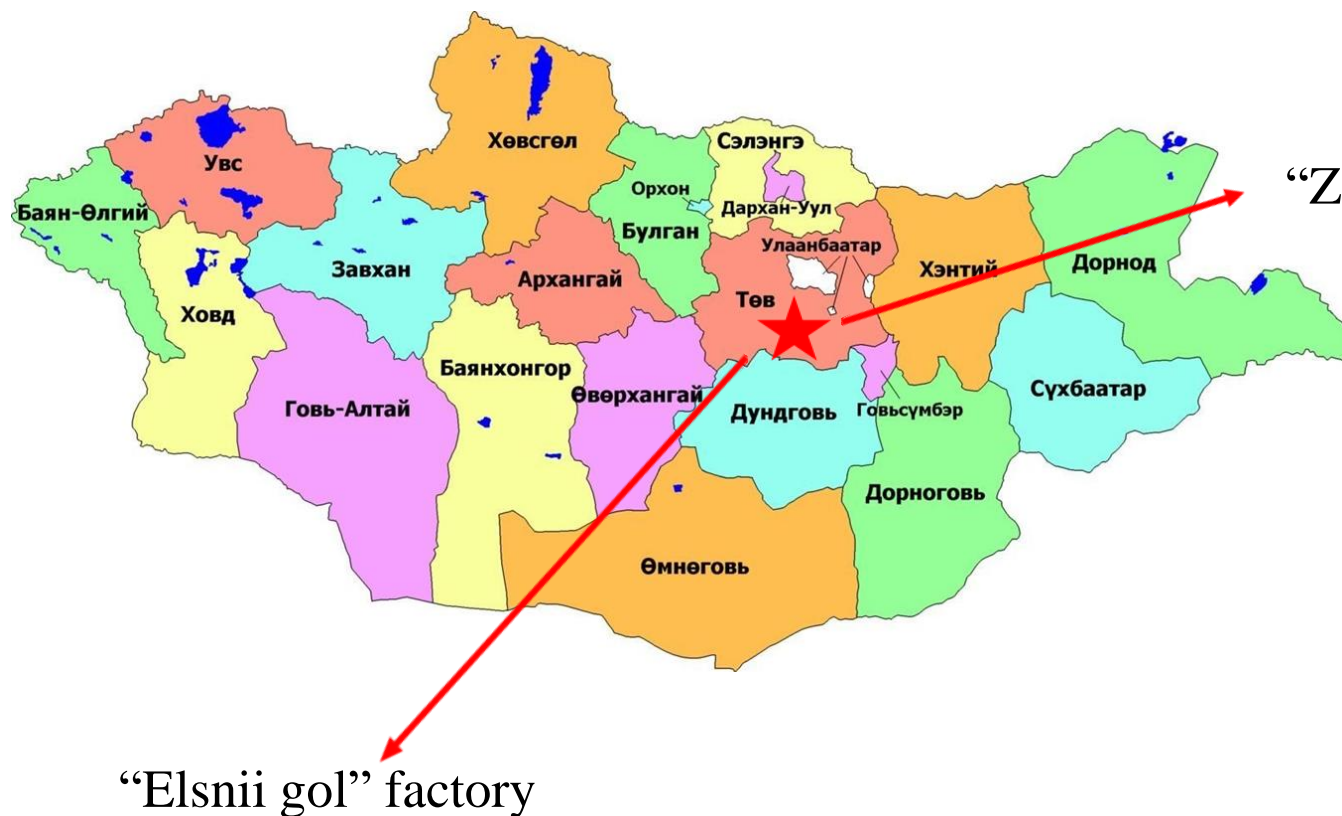 Хөвсгөл
Сэлэнгэ
Увс
Орхон
Дархан-Уул
Баян-Өлгий
Булган
Улаанбаатар
“Z
Завхан
Архангай
Хэнтий
Дорнод
Ховд
Төв
Баянхонгор
Өвөрхангай
Говь-Алтай
Дундговь
Говьсүмбэр
Сүхбаатар
Дорноговь
Өмнөговь
“Elsnii gol” factory